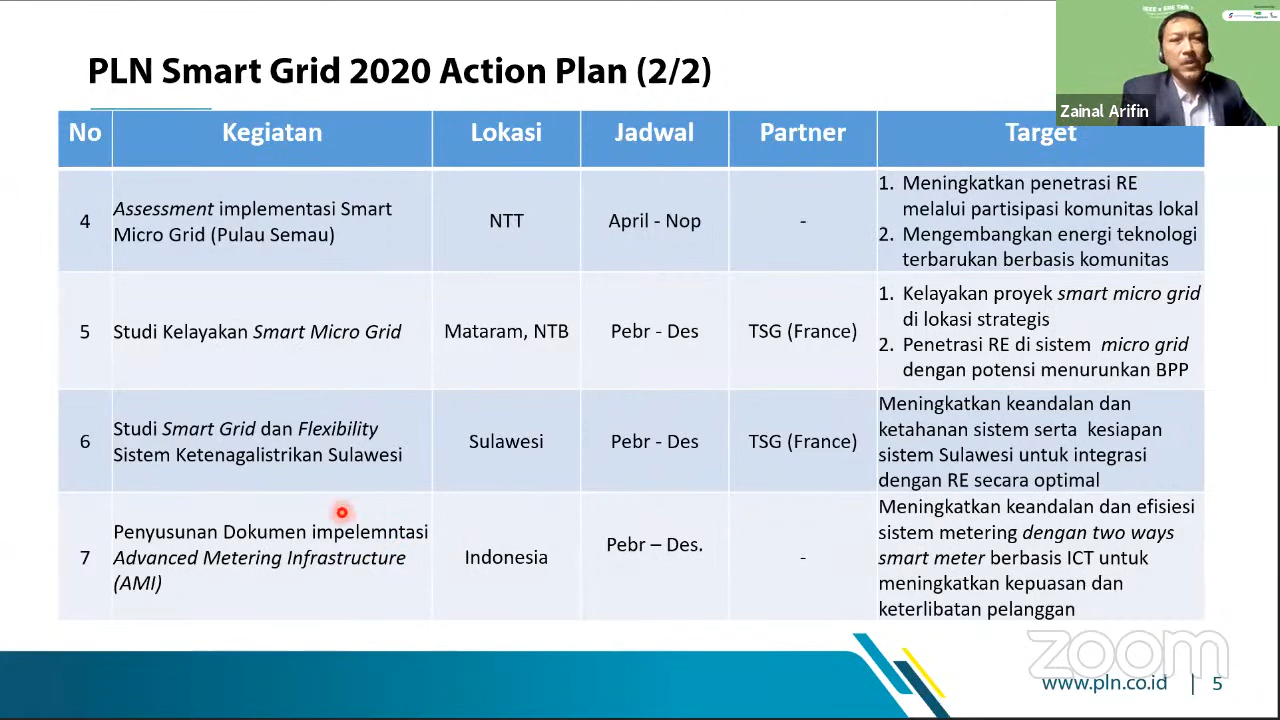 PLN Smart Grid 2020 Action Plan (2/2)
IEEE x SRE Talk
Zainal Arifin
No Kegiatan Lokasi Jadwal Partner Target
4
Assessment implementasi Smart
Micro Grid (Pulau Semau)
NTT
April - Nop
-
1. Meningkatkan penetrasi RE
melalui partisipasi komunitas lokal
2. Mengembangkan energi teknologi
terbarukan berbasis komunitas
5
Studi Kelayakan Smart Micro Grid
Mataram, NTB
Pebr - Des
TSG (France)
1. Kelayakan proyek smart micro grid
di lokasi strategis
2. Penetrasi RE di sistem micro grid
dengan potensi menurunkan BPP
6
Studi Smart Grid dan Flexibility
Sistem Ketenagalistrikan Sulawesi
Sulawesi
Pebr - Des
TSG (France)
Meningkatkan keandalan dan
ketahanan sistem serta kesiapan
sistem Sulawesi untuk integrasi
dengan RE secara optimal
7
Penyusunan Dokumen impelemntasi
Advanced Metering Infrastructure
(AMI)
Indonesia
Pebr – Des.
-
Meningkatkan keandalan dan efisiesi
sistem metering dengan two ways
smart meter berbasis ICT untuk
meningkatkan kepuasan dan
keterlibatan pelanggan
zoom
www.pln.co.id | 5